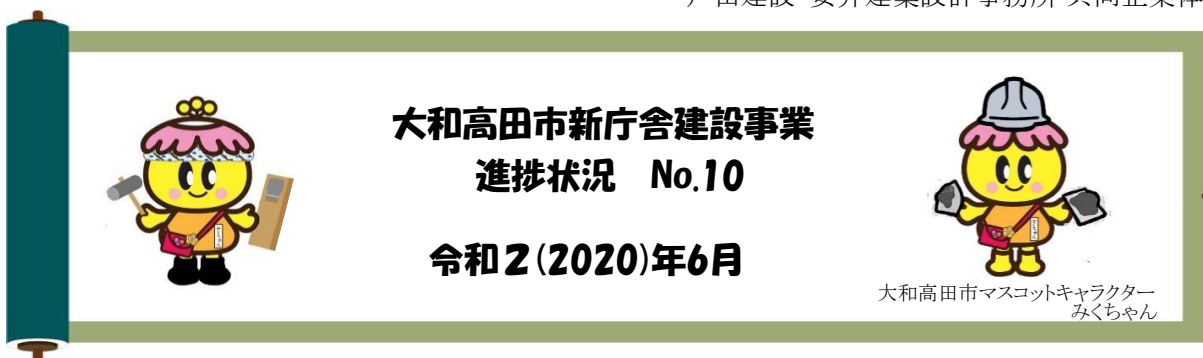 大和高田市新庁舎建設事業
進捗状況 No.10
令和2(2020)年6月
大和高田市マスコットキャラクター
みくちゃん